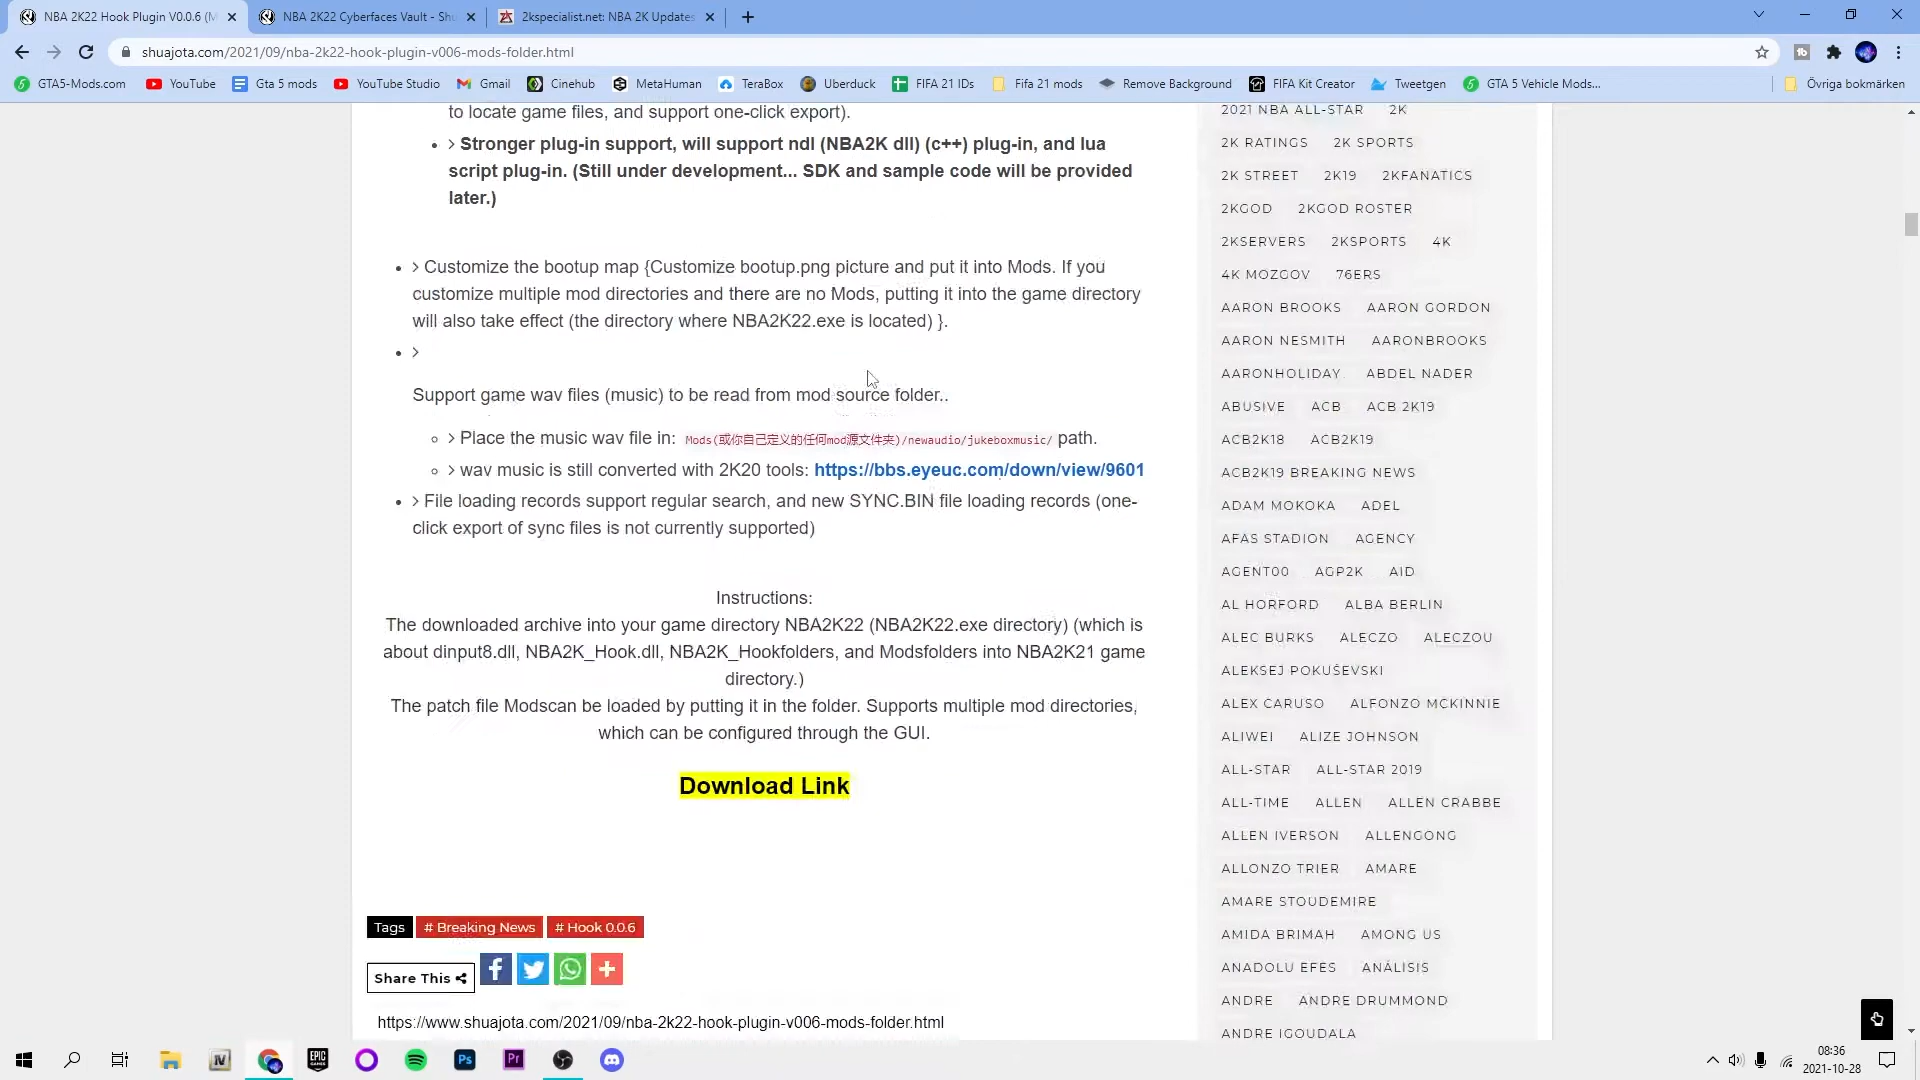 NBA 2K22 Hook Plugin V0.0.6 (M
NBA 2K22 Cyberfaces Vault - Shu
2kspecialist.net: NBA 2K Updates
shuajota.com/2021/09/nba-2k22-hook-plugin-v006-mods-folder.html
GTA5-Mods.com
YouTube
Gta 5 mods
YouTube Studio
Gmail
Cinehub
MetaHuman
TeraBox
Uberduck
FIFA 21 IDs
Fifa 21 mods
Remove Background
FIFA Kit Creator
Tweetgen
GTA 5 Vehicle Mods...
Övriga bokmärken
to locate game files, and support one-click export).
> Stronger plug-in support, will support ndl (NBA2K dll) (c++) plug-in, and lua
script plug-in. (Still under development... SDK and sample code will be provided
later.)
> Customize the bootup map {Customize bootup.png picture and put it into Mods. If you
customize multiple mod directories and there are no Mods, putting it into the game directory
will also take effect (the directory where NBA2K22.exe is located) }.
>
Support game wav files (music) to be read from mod source folder..
> Place the music wav file in: Mods(或你自己定义的任何mod源文件夹)/newaudio/jukeboxmusic/ path.
> wav music is still converted with 2K20 tools: https://bbs.eyeuc.com/down/view/9601
> File loading records support regular search, and new SYNC.BIN file loading records (one-
click export of sync files is not currently supported)
Instructions:
The downloaded archive into your game directory NBA2K22 (NBA2K22.exe directory) (which is
about dinput8.dll, NBA2K_Hook.dll, NBA2K_Hookfolders, and Modsfolders into NBA2K21 game
directory.)
The patch file Modscan be loaded by putting it in the folder. Supports multiple mod directories,
which can be configured through the GUI.
Download Link
Tags # Breaking News # Hook 0.0.6
Share This
https://www.shuajota.com/2021/09/nba-2k22-hook-plugin-v006-mods-folder.html
2021 NBA ALL-STAR 2K
2K RATINGS 2K SPORTS
2K STREET 2K19 2KFANATICS
2KGOD 2KGOD ROSTER
2KSERVERS 2KSPORTS 4K
4K MOZGOV 76ERS
AARON BROOKS AARON GORDON
AARON NESMITH AARONBROOKS
AARONHOLIDAY. ABDEL NADER
ABUSIVE ACB ACB 2K19
ACB2K18 ACB2K19
ACB2K19 BREAKING NEWS
ADAM MOKOKA ADEL
AFAS STADION AGENCY
AGENT00 AGP2K AID
AL HORFORD ALBA BERLIN
ALEC BURKS ALECZO ALECZOU
ALEKSEJ POKUŠEVSKI
ALEX CARUSO ALFONZO MCKINNIE
ALIWEI ALIZE JOHNSON
ALL-STAR ALL-STAR 2019
ALL-TIME ALLEN ALLEN CRABBE
ALLEN IVERSON ALLENGONG
ALLONZO TRIER AMARE
AMARE STOUDEMIRE
AMIDA BRIMAH AMONG US
ANADOLU EFES ANÁLISIS
ANDRE ANDRE DRUMMOND
ANDRE IGOUDALA
EPIC
GAMES
Ps
Pr
08:36
2021-10-28